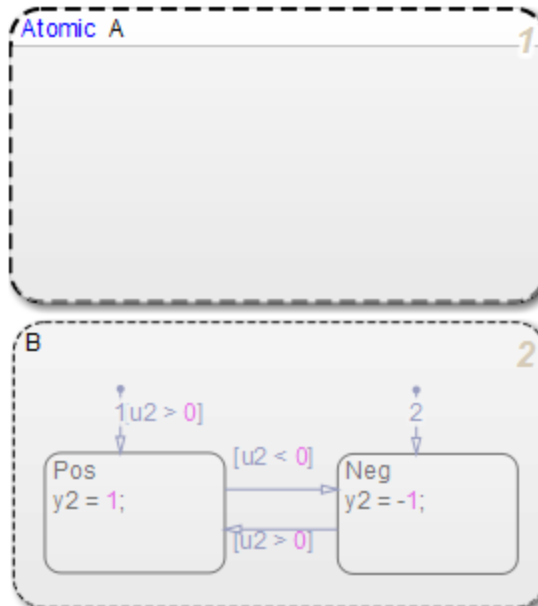 Atomic A
1
B
2
1[u2 > 0]
2
[u2 < 0]
Pos
y2 = 1;
Neg
y2 = -1;
[u2 > 0]